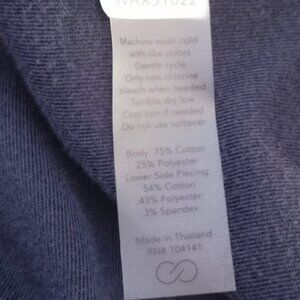 Machine wash cold
with like colors
Gentle cycle
Only non-chlorine
bleach when needed
Tumble dry low
Cool iron if needed
Do not use softener
Body: 75% Cotton
25% Polyester
Lower Side Piecing
54% Cotton
43% Polyester
3% Spandex
Made in Thailand
RN# 104141